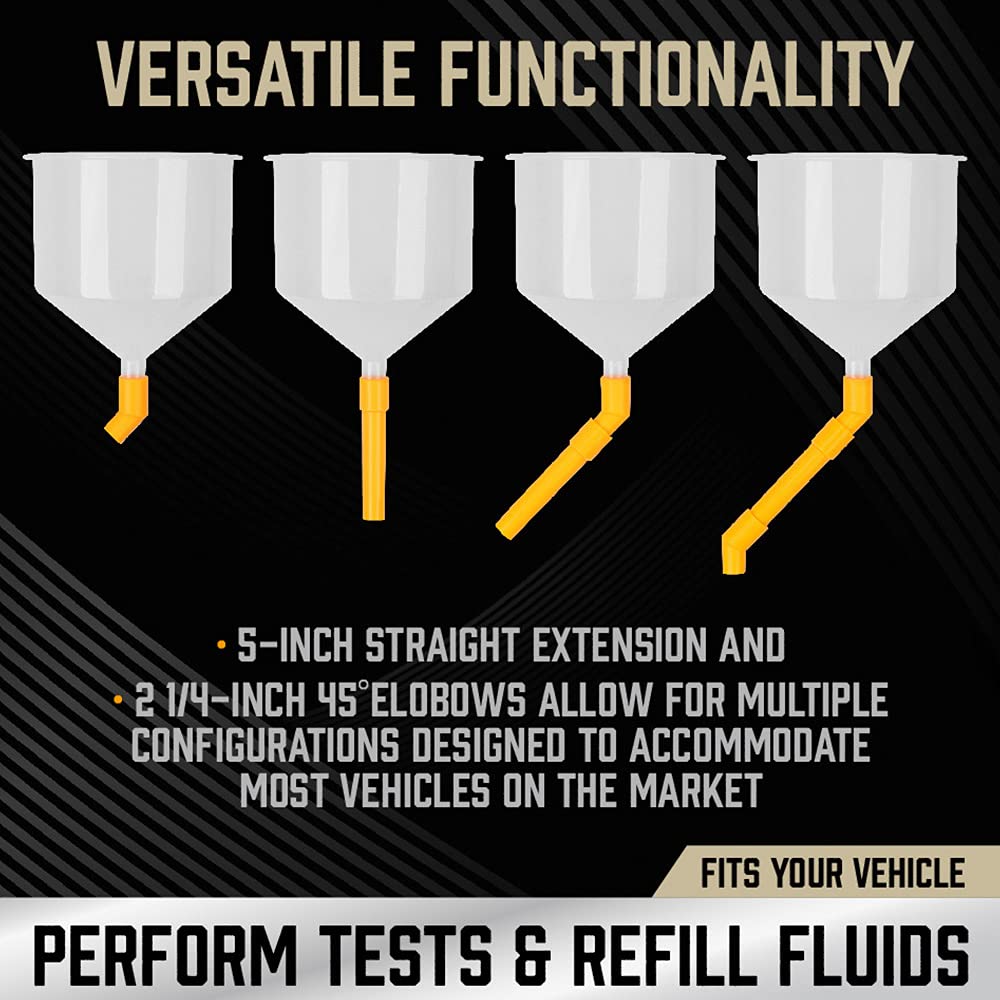 VERSATILE FUNCTIONALITY
• 5-INCH STRAIGHT EXTENSION AND
• 2 1/4-INCH 45° ELOBOWS ALLOW FOR MULTIPLE
CONFIGURATIONS DESIGNED TO ACCOMMODATE
MOST VEHICLES ON THE MARKET
FITS YOUR VEHICLE
PERFORM TESTS & REFILL FLUIDS